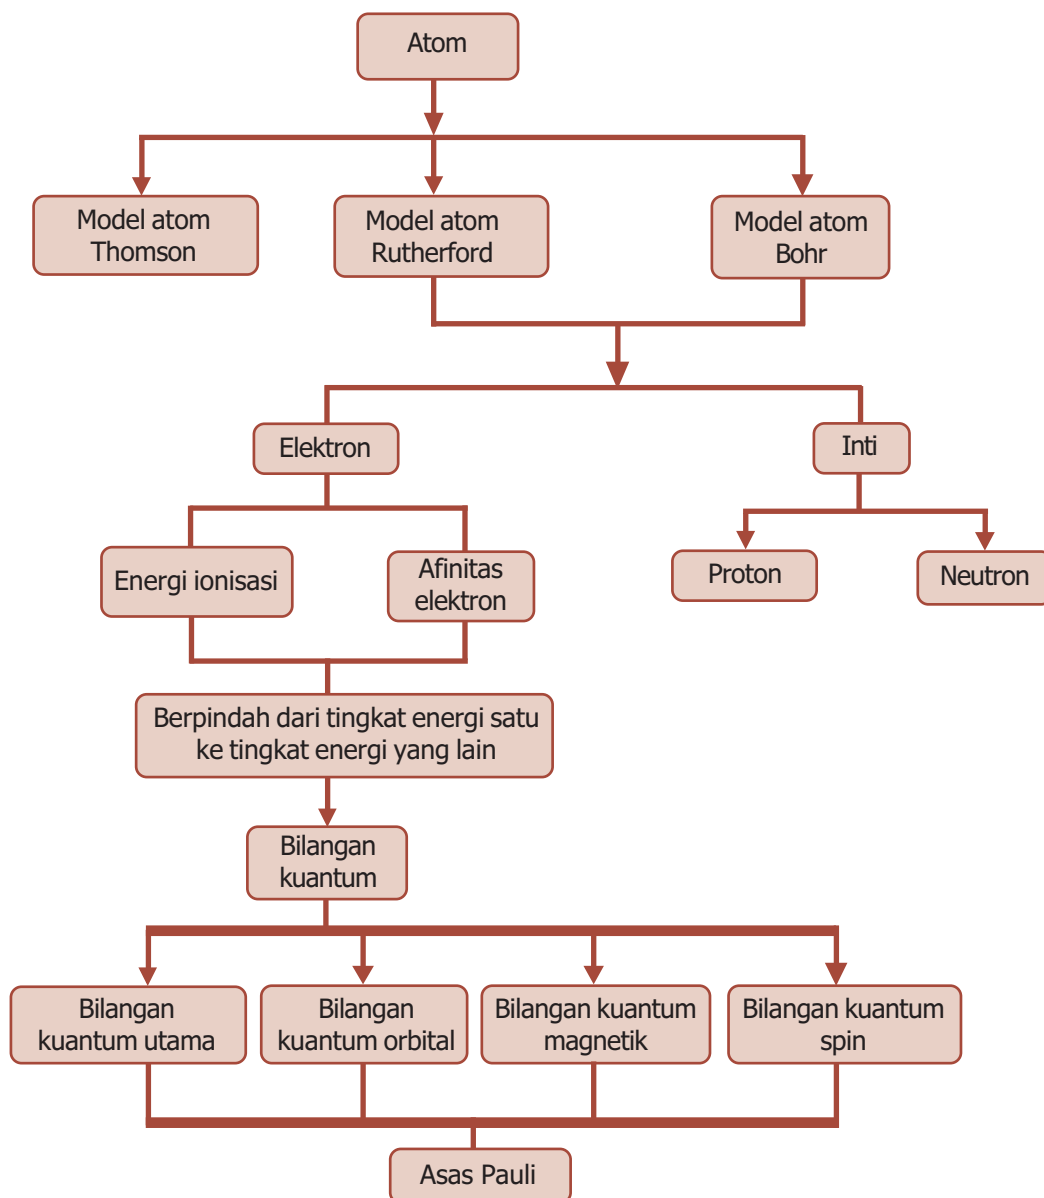 Atom
Model atom
Thomson
Model atom
Rutherford
Model atom
Bohr
Elektron
Inti
Energi ionisasi
Afinitas
elektron
Proton
Neutron
Berpindah dari tingkat energi satu
ke tingkat energi yang lain
Bilangan
kuantum
Bilangan
kuantum utama
Bilangan
kuantum orbital
Bilangan kuantum
magnetik
Bilangan kuantum
spin
Asas Pauli